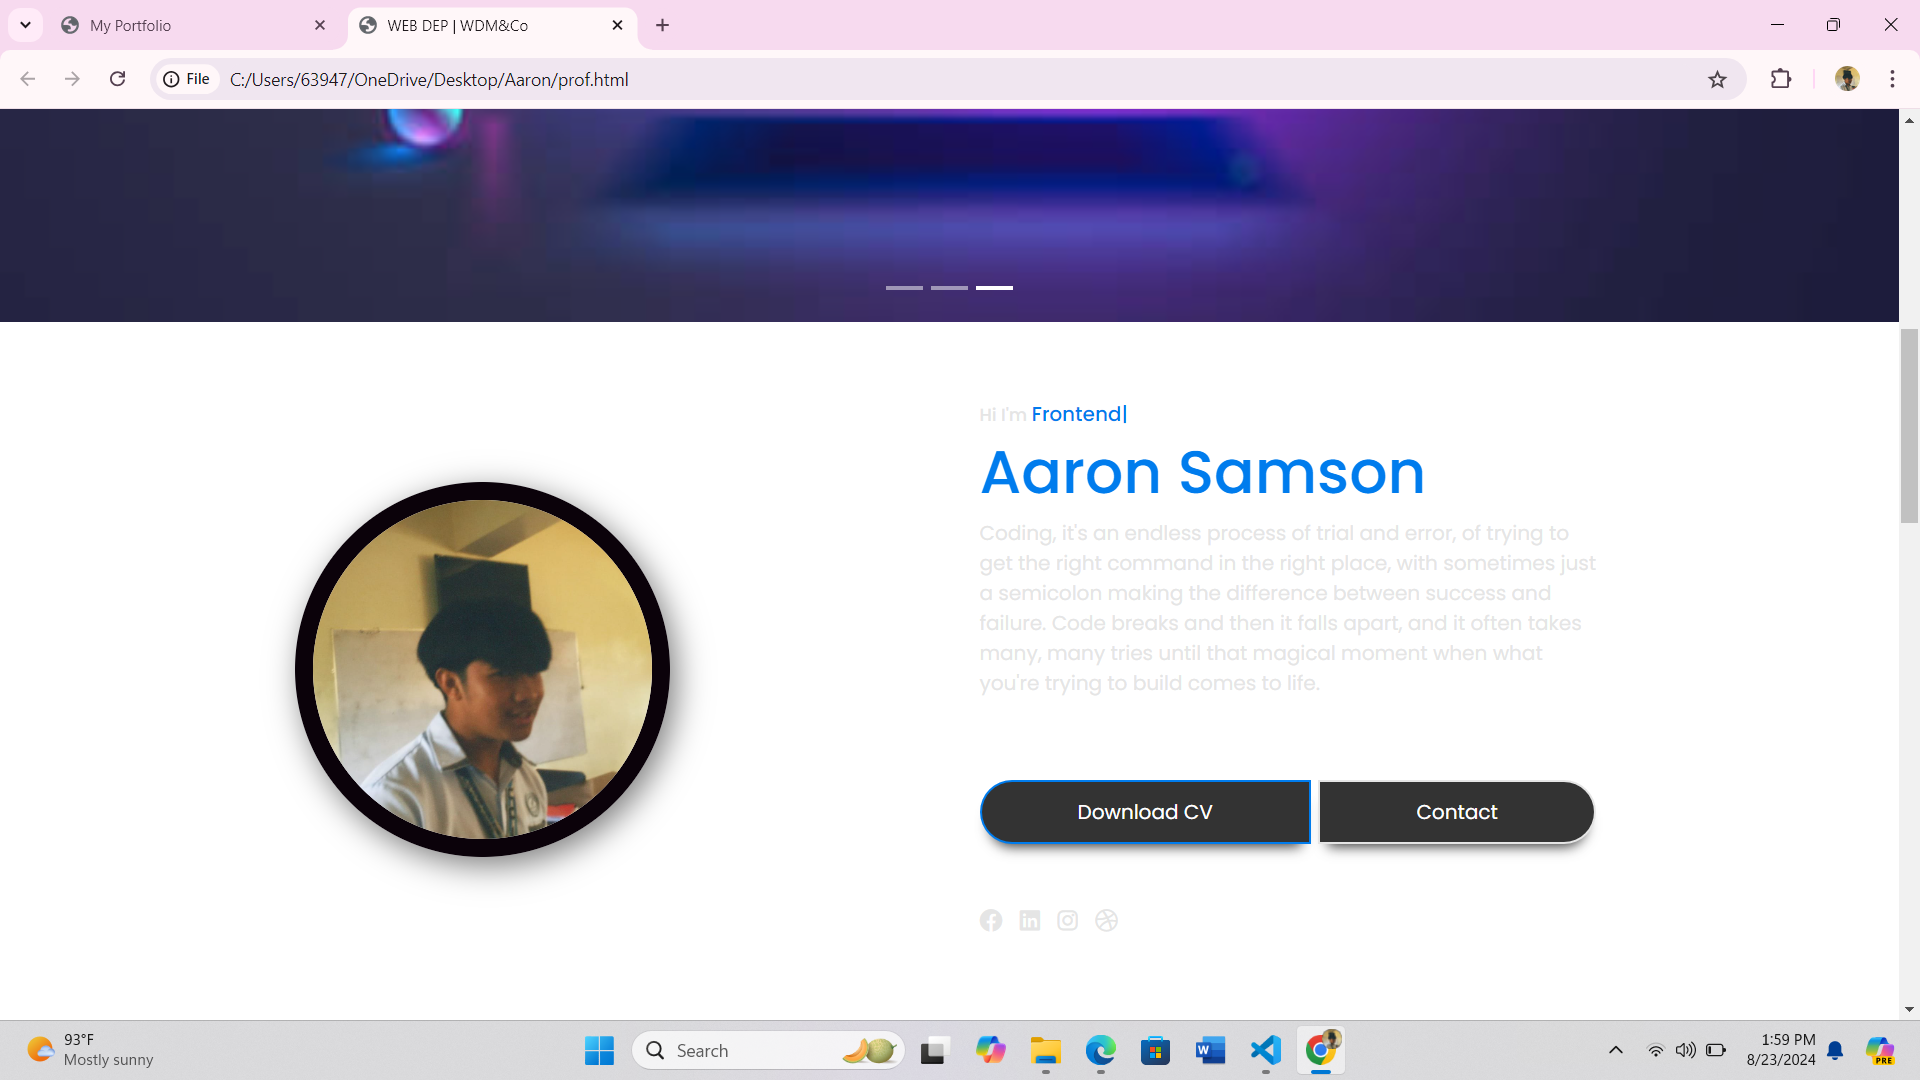 My Portfolio
WEB DEP | WDM&Co
File
C:/Users/63947/OneDrive/Desktop/Aaron/prof.html
Hi I'm Frontend|
Aaron Samson
Coding, it's an endless process of trial and error, of trying to
get the right command in the right place, with sometimes just
a semicolon making the difference between success and
failure. Code breaks and then it falls apart, and it often takes
many, many tries until that magical moment when what
you're trying to build comes to life.
Download CV
Contact
93°F
Mostly sunny
Search
1:59 PM
8/23/2024
PRE